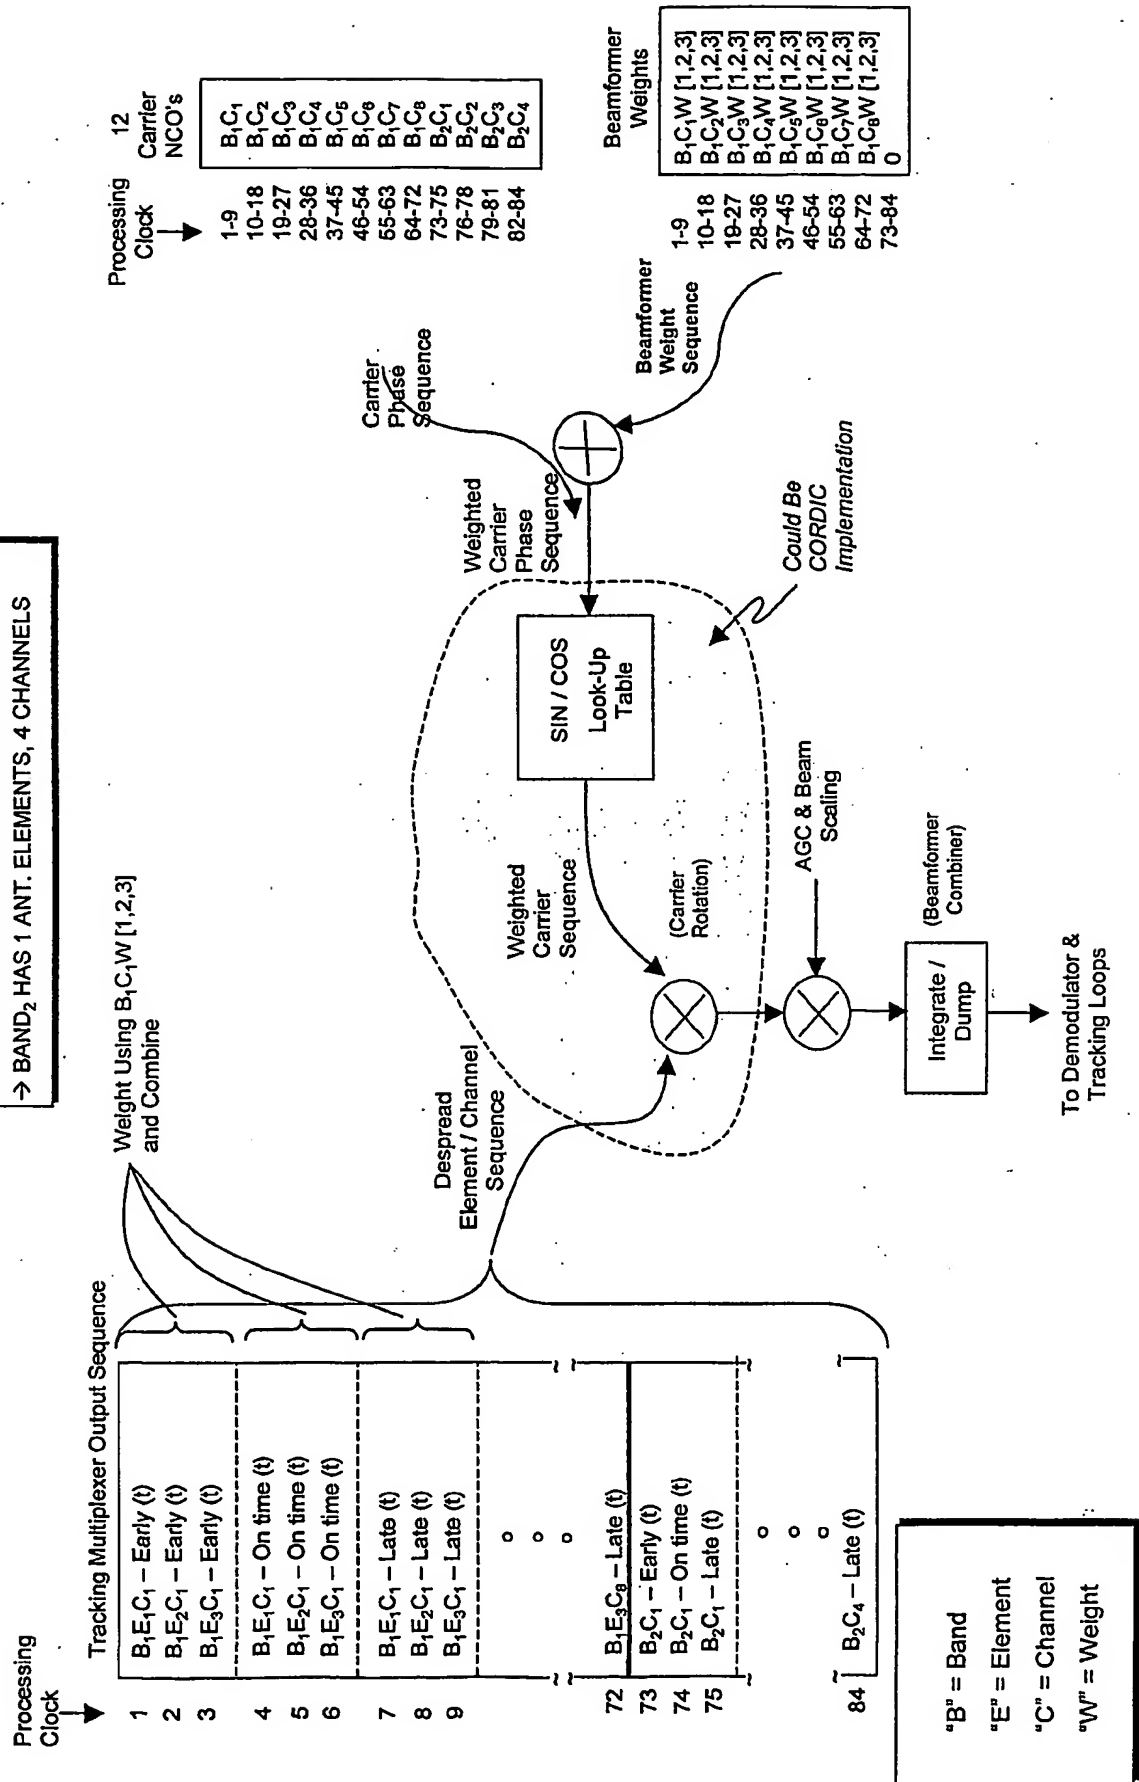 → BAND₂ HAS 1 ANT. ELEMENTS, 4 CHANNELS
Processing
Clock
Tracking Multiplexer Output Sequence
1 B₁E₁C₁ – Early (t)
2 B₁E₂C₁ – Early (t)
3 B₁E₃C₁ – Early (t)
4 B₁E₁C₁ – On time (t)
5 B₁E₂C₁ – On time (t)
6 B₁E₃C₁ – On time (t)
7 B₁E₁C₁ – Late (t)
8 B₁E₂C₁ – Late (t)
9 B₁E₃C₁ – Late (t)
72 B₁E₃C₈ – Late (t)
73 B₂C₁ – Early (t)
74 B₂C₁ – On time (t)
75 B₂C₁ – Late (t)
84 B₂C₄ – Late (t)
Weight Using B₁C₁W [1,2,3]
and Combine
Despread
Element / Channel
Sequence
Weighted
Carrier
Sequence
(Carrier
Rotation)
SIN / COS
Look-Up
Table
Weighted
Carrier
Phase
Sequence
Carrier
Phase
Sequence
Beamformer
Weight
Sequence
Could Be
CORDIC
Implementation
AGC & Beam
Scaling
Integrate /
Dump
(Beamformer
Combiner)
To Demodulator &
Tracking Loops
Processing
Clock
12
Carrier
NCO's
1-9 B₁C₁
10-18 B₁C₂
19-27 B₁C₃
28-36 B₁C₄
37-45 B₁C₅
46-54 B₁C₆
55-63 B₁C₇
64-72 B₁C₈
73-75 B₂C₁
76-78 B₂C₂
79-81 B₂C₃
82-84 B₂C₄
Beamformer
Weights
1-9 B₁C₁W [1,2,3]
10-18 B₁C₂W [1,2,3]
19-27 B₁C₃W [1,2,3]
28-36 B₁C₄W [1,2,3]
37-45 B₁C₅W [1,2,3]
46-54 B₁C₆W [1,2,3]
55-63 B₁C₇W [1,2,3]
64-72 B₁C₈W [1,2,3]
73-84 0
"B" = Band
"E" = Element
"C" = Channel
"W" = Weight